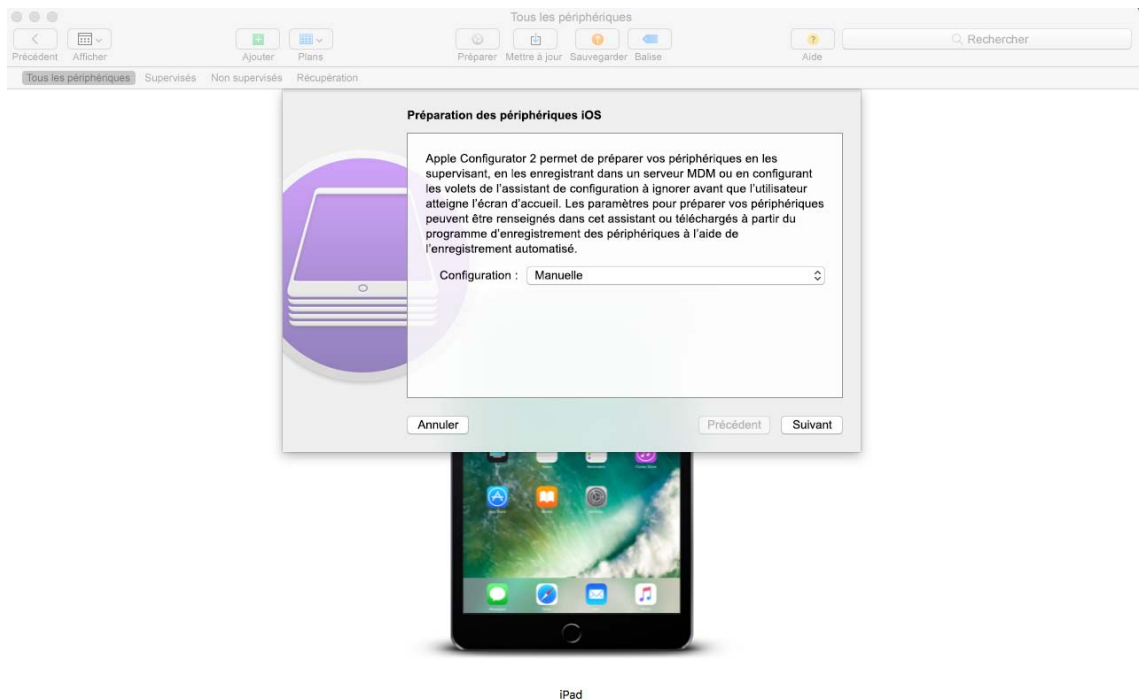 Tous les périphériques
Précédent Afficher Ajouter Plans Préparer Mettre à jour Sauvegarder Balise Aide Rechercher
Tous les périphériques Supervisés Non supervisés Récupération
Préparation des périphériques iOS
Apple Configurator 2 permet de préparer vos périphériques en les
supervisant, en les enregistrant dans un serveur MDM ou en configurant
les volets de l’assistant de configuration à ignorer avant que l’utilisateur
atteigne l’écran d’accueil. Les paramètres pour préparer vos périphériques
peuvent être renseignés dans cet assistant ou téléchargés à partir du
programme d’enregistrement des périphériques à l’aide de
l’enregistrement automatisé.
Configuration : Manuelle
Annuler Précédent Suivant
iPad